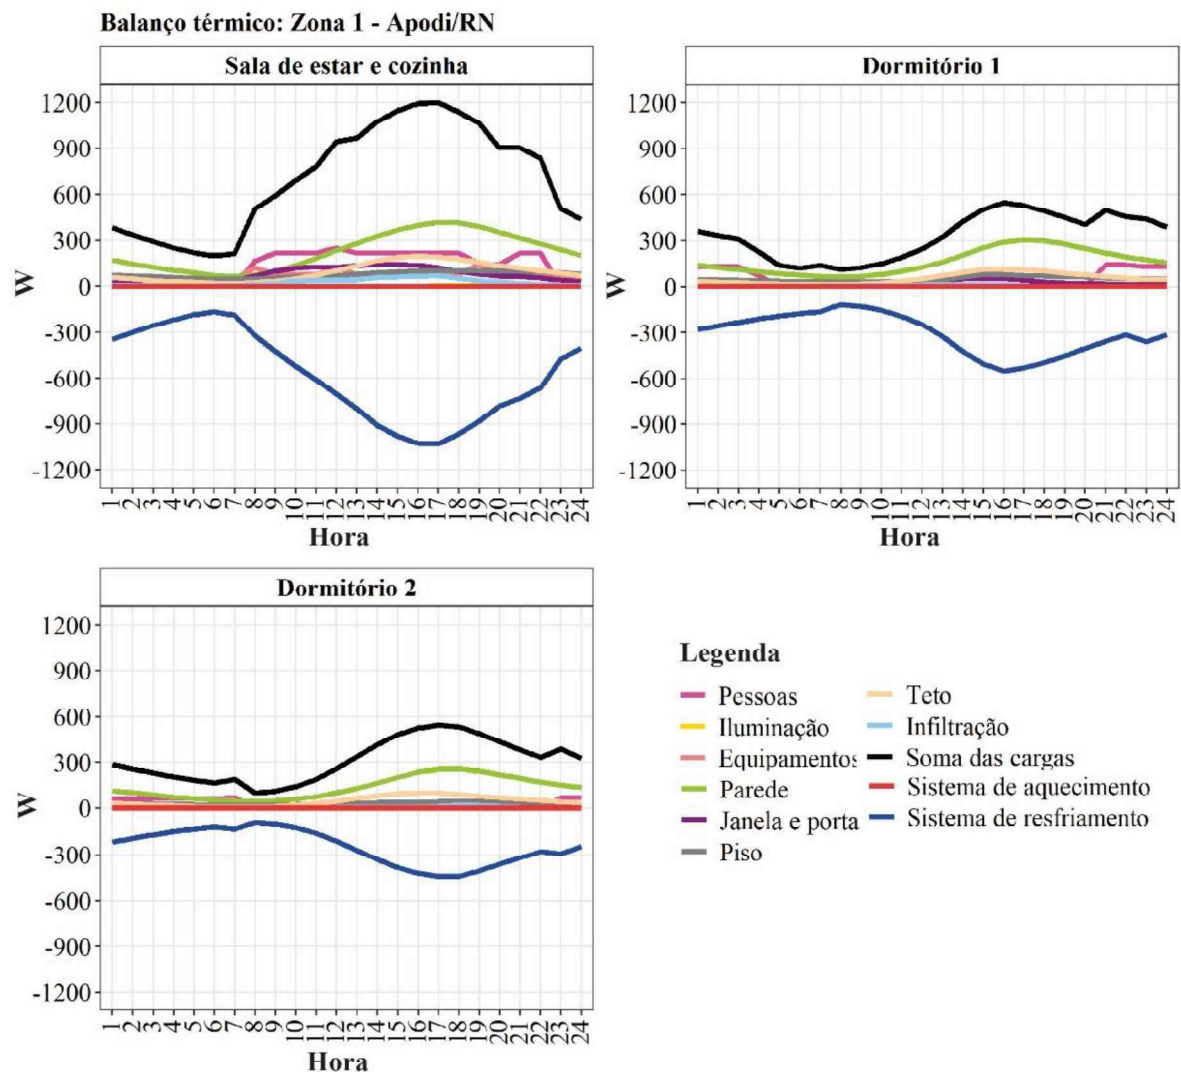 Balanço térmico: Zona 1 - Apodi/RN
Sala de estar e cozinha
1200
900
600
300
0
-300
-600
-900
-1200
W
1 2 3 4 5 6 7 8 9 10 11 12 13 14 15 16 17 18 19 20 21 22 23 24
Hora
Dormitório 1
1200
900
600
300
0
-300
-600
-900
-1200
W
1 2 3 4 5 6 7 8 9 10 11 12 13 14 15 16 17 18 19 20 21 22 23 24
Hora
Dormitório 2
1200
900
600
300
0
-300
-600
-900
-1200
W
1 2 3 4 5 6 7 8 9 10 11 12 13 14 15 16 17 18 19 20 21 22 23 24
Hora
Legenda
Pessoas
Iluminação
Equipamentos
Parede
Janela e porta
Piso
Teto
Infiltração
Soma das cargas
Sistema de aquecimento
Sistema de resfriamento